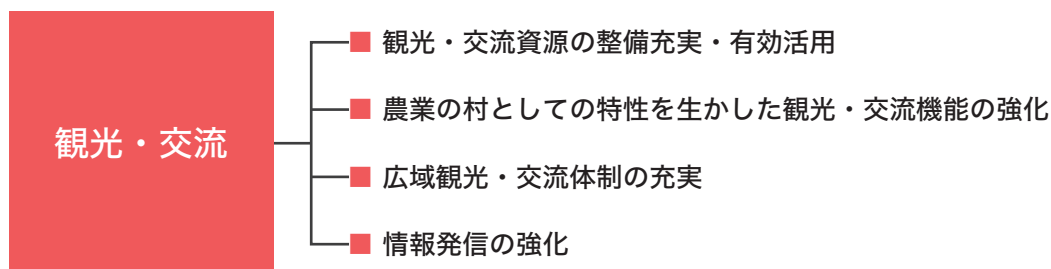 観光・交流
■ 観光・交流資源の整備充実・有効活用
■ 農業の村としての特性を生かした観光・交流機能の強化
■ 広域観光・交流体制の充実
■ 情報発信の強化